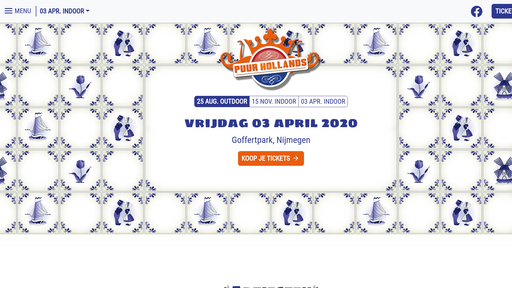 MENU
03 APR. INDOOR
TICKE
PUUR HOLLANDS
25 AUG. OUTDOOR
15 NOV. INDOOR
03 APR. INDOOR
VRIJDAG 03 APRIL 2020
Goffertpark, Nijmegen
KOOP JE TICKETS